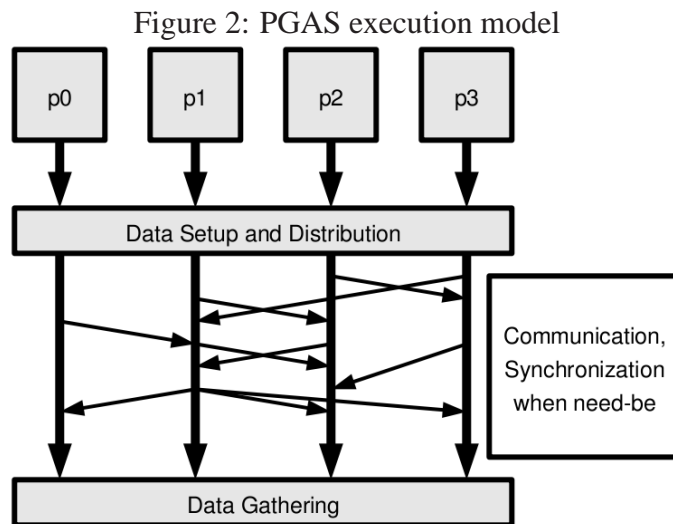 Figure 2: PGAS execution model
p0 p1 p2 p3
Data Setup and Distribution
Communication,
Synchronization
when need-be
Data Gathering